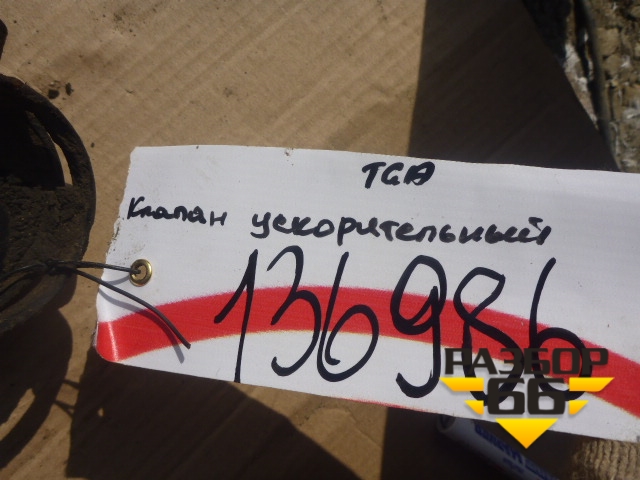 TGA
Клапан ускорительный
136986
РАЗБОР
66